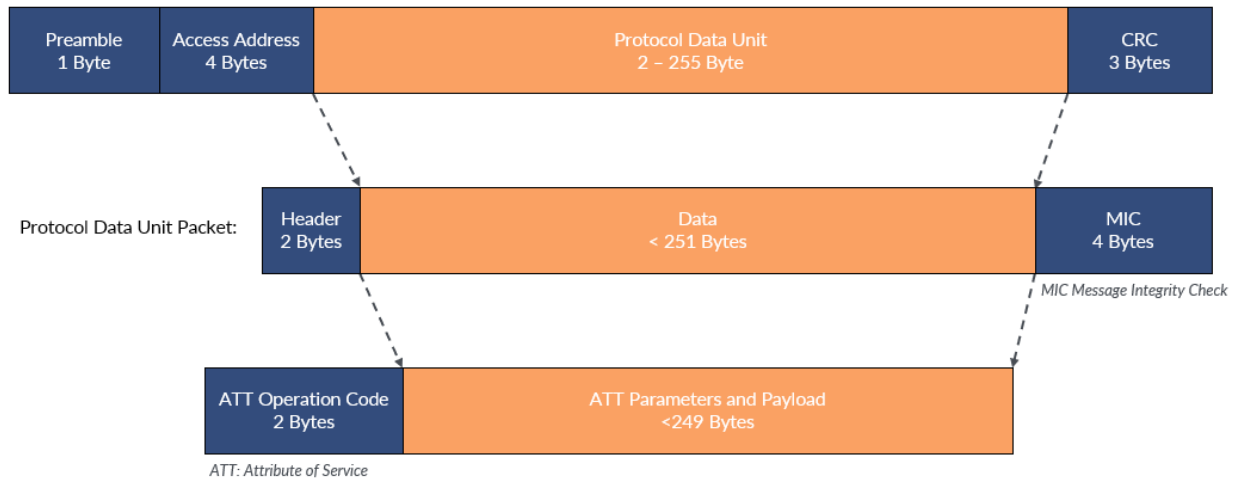 Preamble
1 Byte
Access Address
4 Bytes
Protocol Data Unit
2 – 255 Byte
CRC
3 Bytes
Protocol Data Unit Packet:
Header
2 Bytes
Data
< 251 Bytes
MIC
4 Bytes
MIC Message Integrity Check
ATT Operation Code
2 Bytes
ATT Parameters and Payload
<249 Bytes
ATT: Attribute of Service